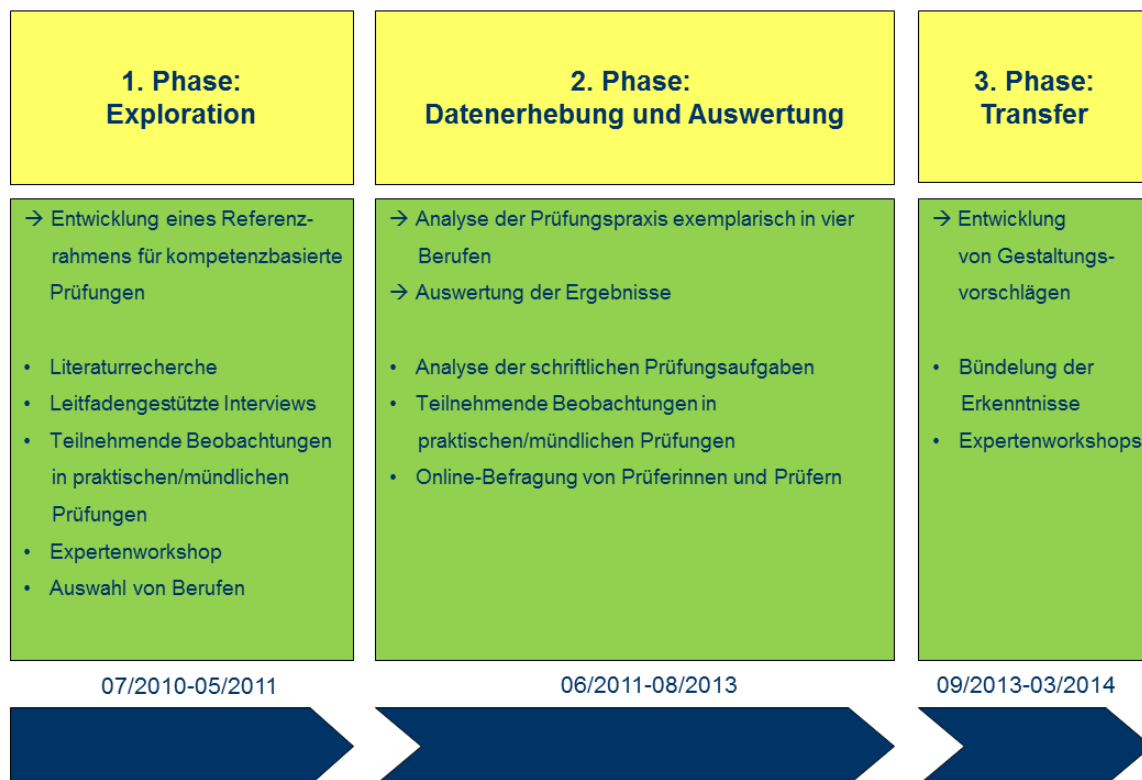 1. Phase:
Exploration
2. Phase:
Datenerhebung und Auswertung
3. Phase:
Transfer
→ Entwicklung eines Referenz-
rahmens für kompetenzbasierte
Prüfungen
• Literaturrecherche
• Leitfadengestützte Interviews
• Teilnehmende Beobachtungen
in praktischen/mündlichen
Prüfungen
• Expertenworkshop
• Auswahl von Berufen
→ Analyse der Prüfungspraxis exemplarisch in vier
Berufen
→ Auswertung der Ergebnisse
• Analyse der schriftlichen Prüfungsaufgaben
• Teilnehmende Beobachtungen in
praktischen/mündlichen Prüfungen
• Online-Befragung von Prüferinnen und Prüfern
→ Entwicklung
von Gestaltungs-
vorschlägen
• Bündelung der
Erkenntnisse
• Expertenworkshops
07/2010-05/2011
06/2011-08/2013
09/2013-03/2014